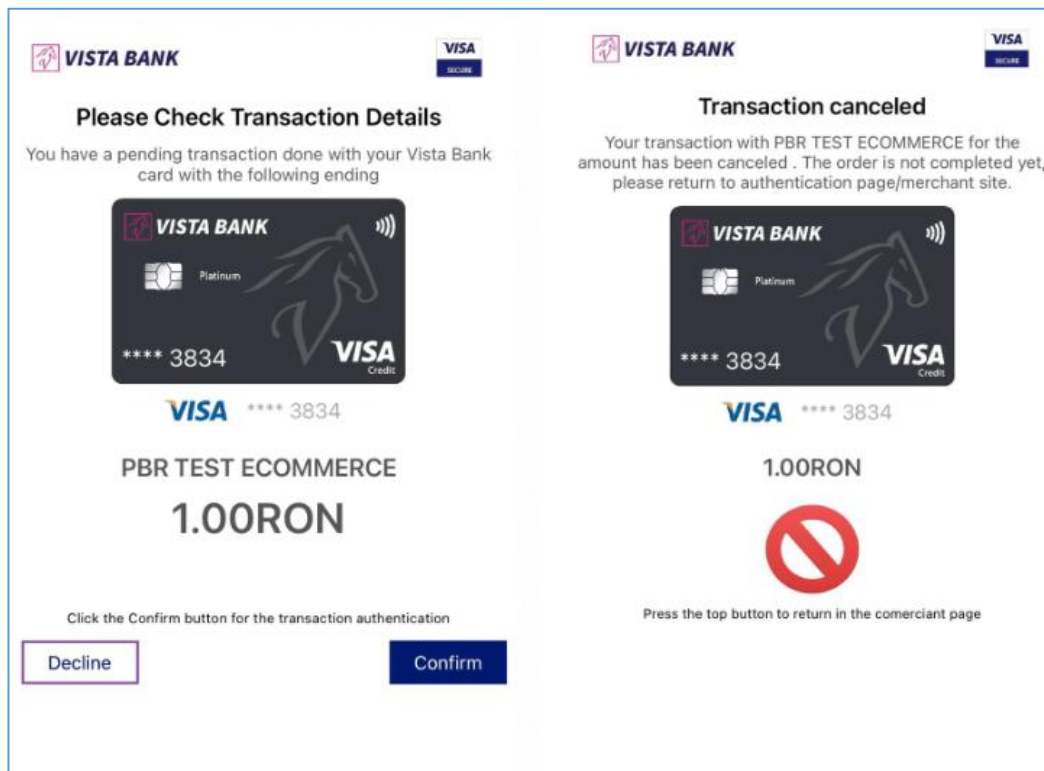 VISTA BANK
VISA
SECURE
Please Check Transaction Details
You have a pending transaction done with your Vista Bank
card with the following ending
VISTA BANK
Platinum
**** 3834
VISA
Credit
VISA **** 3834
PBR TEST ECOMMERCE
1.00RON
Click the Confirm button for the transaction authentication
Decline
Confirm
VISTA BANK
VISA
SECURE
Transaction canceled
Your transaction with PBR TEST ECOMMERCE for the
amount has been canceled . The order is not completed yet,
please return to authentication page/merchant site.
VISTA BANK
Platinum
**** 3834
VISA
Credit
VISA **** 3834
1.00RON
Press the top button to return in the comerciant page